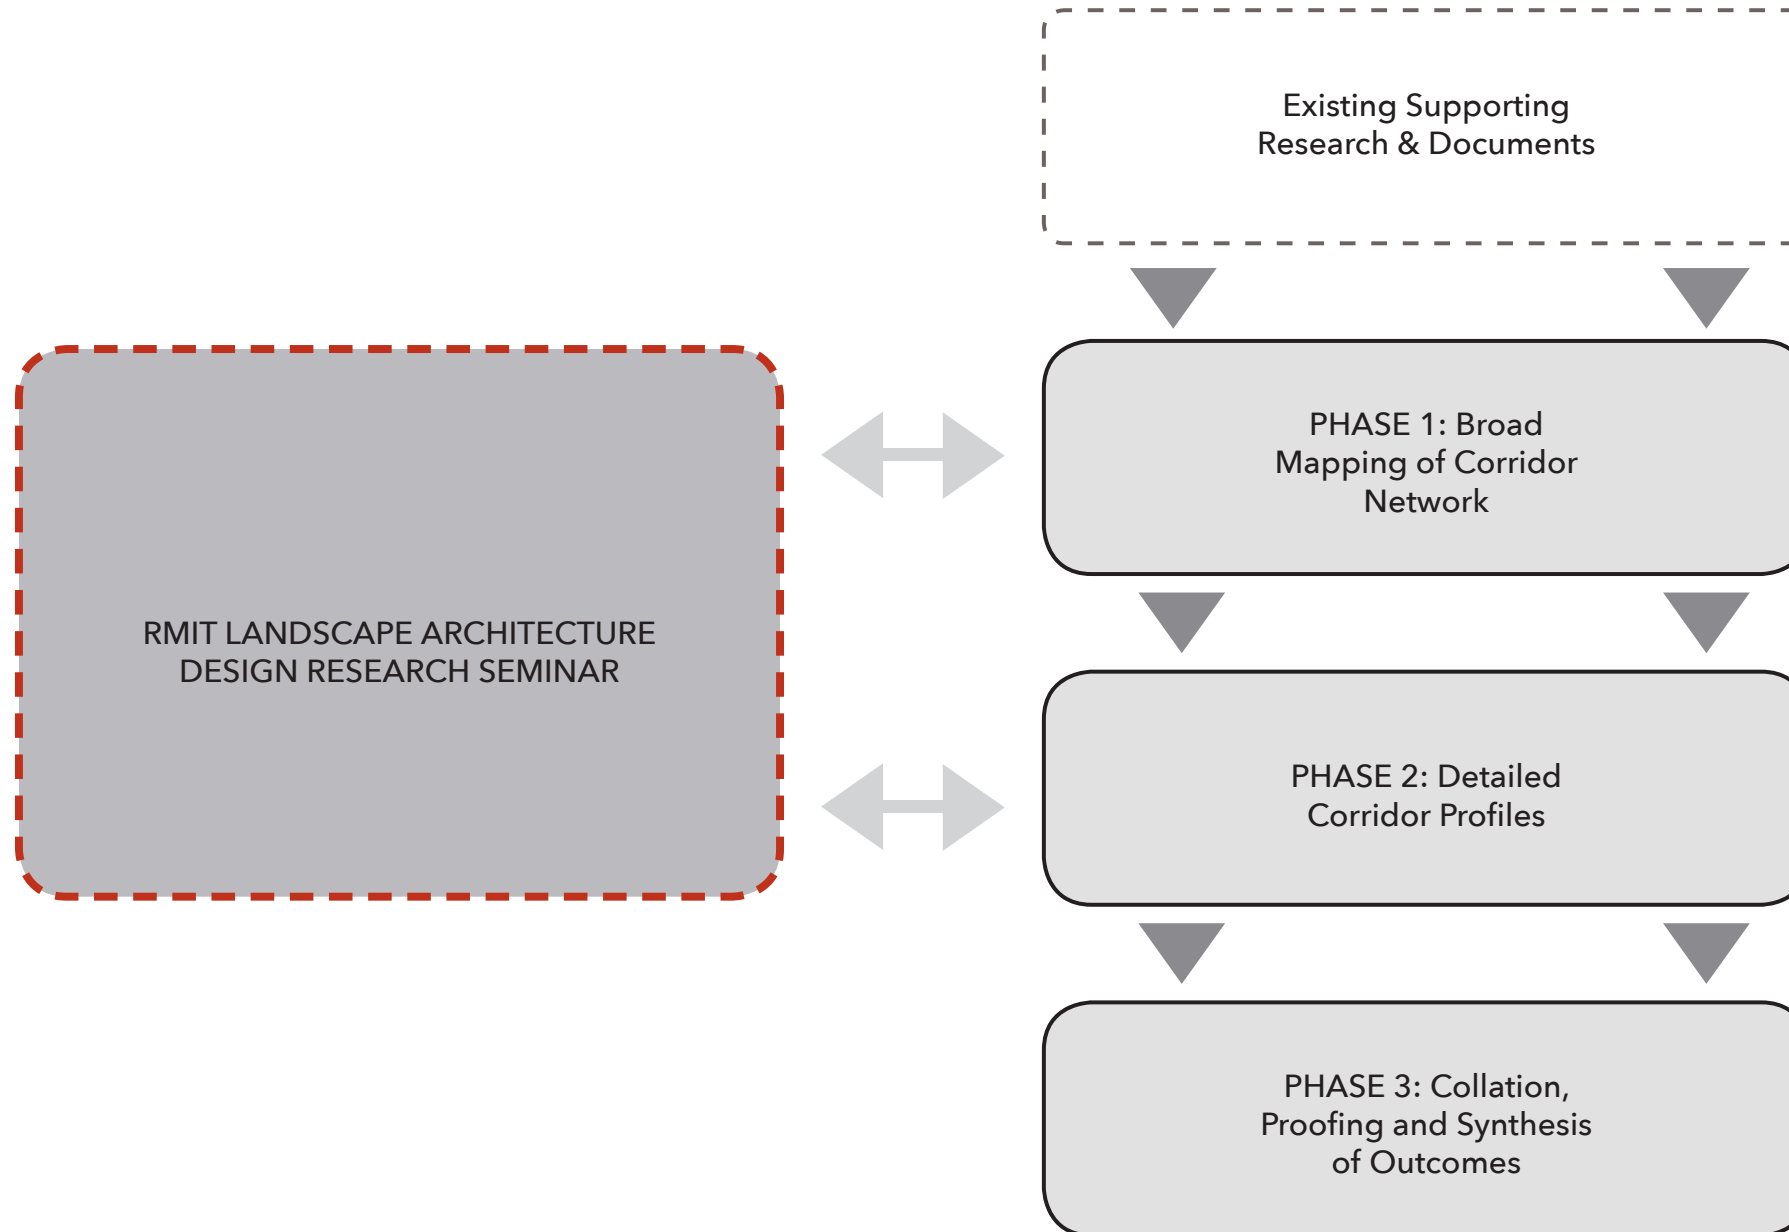 Existing Supporting
Research & Documents
PHASE 1: Broad
Mapping of Corridor
Network
RMIT LANDSCAPE ARCHITECTURE
DESIGN RESEARCH SEMINAR
PHASE 2: Detailed
Corridor Profiles
PHASE 3: Collation,
Proofing and Synthesis
of Outcomes